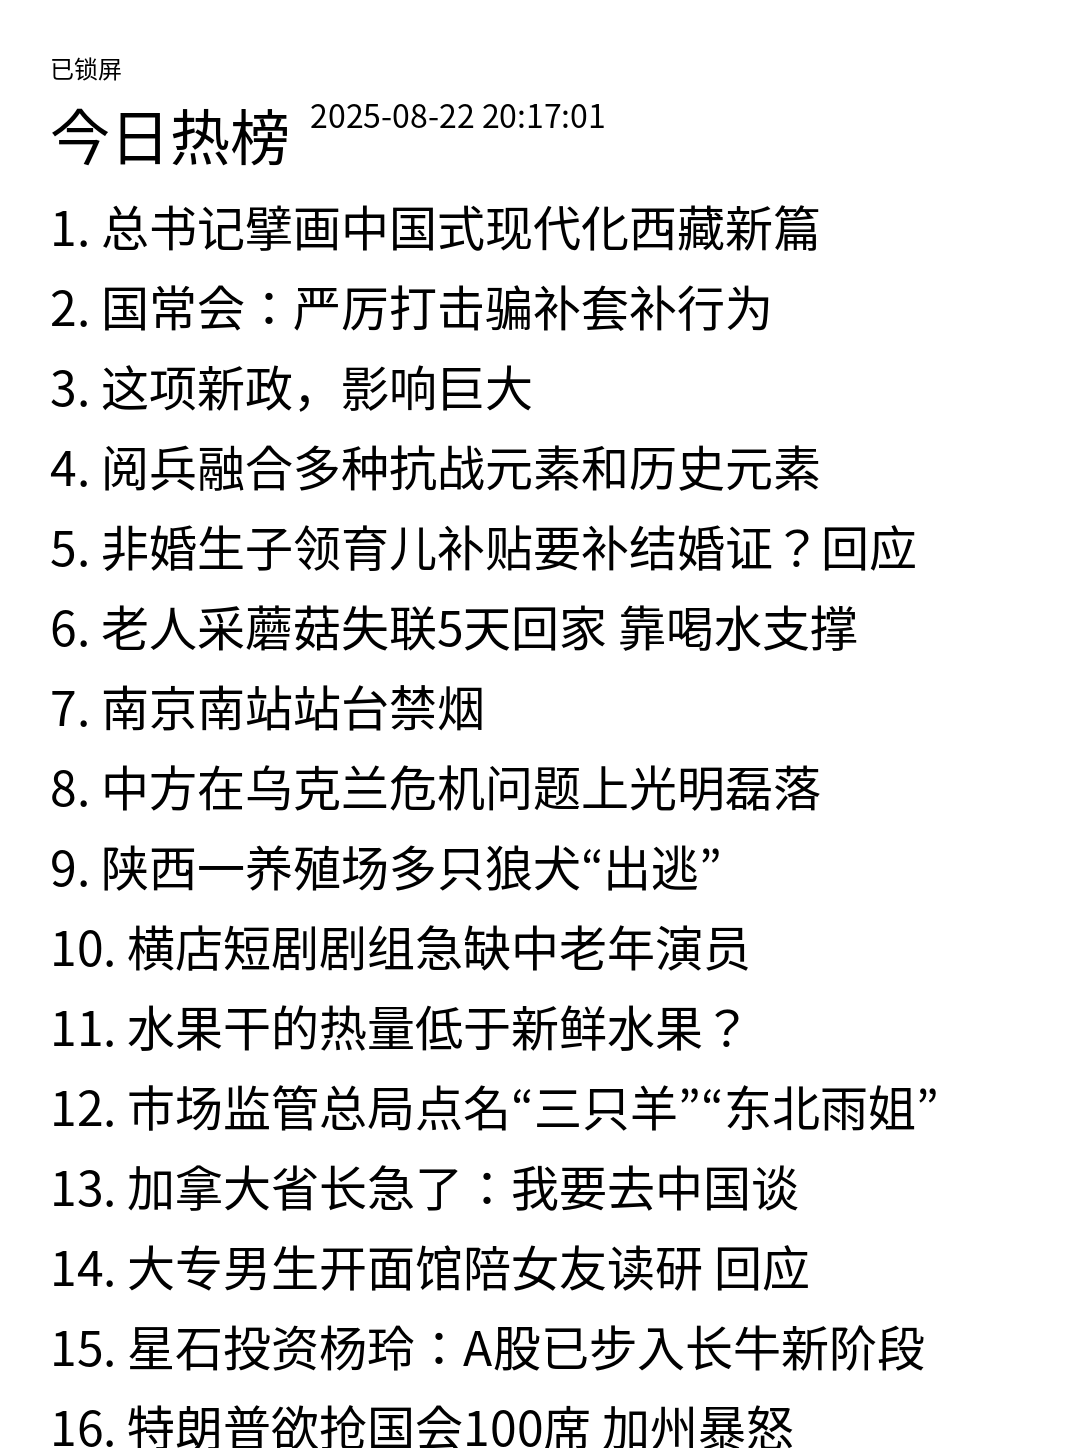 已锁屏
今日热榜 2025-08-22 20:17:01
1. 总书记擘画中国式现代化西藏新篇
2. 国常会：严厉打击骗补套补行为
3. 这项新政，影响巨大
4. 阅兵融合多种抗战元素和历史元素
5. 非婚生子领育儿补贴要补结婚证？回应
6. 老人采蘑菇失联5天回家 靠喝水支撑
7. 南京南站站台禁烟
8. 中方在乌克兰危机问题上光明磊落
9. 陕西一养殖场多只狼犬“出逃”
10. 横店短剧剧组急缺中老年演员
11. 水果干的热量低于新鲜水果？
12. 市场监管总局点名“三只羊”“东北雨姐”
13. 加拿大省长急了：我要去中国谈
14. 大专男生开面馆陪女友读研 回应
15. 星石投资杨玲：A股已步入长牛新阶段
16. 特朗普欲抢国会100席 加州暴怒